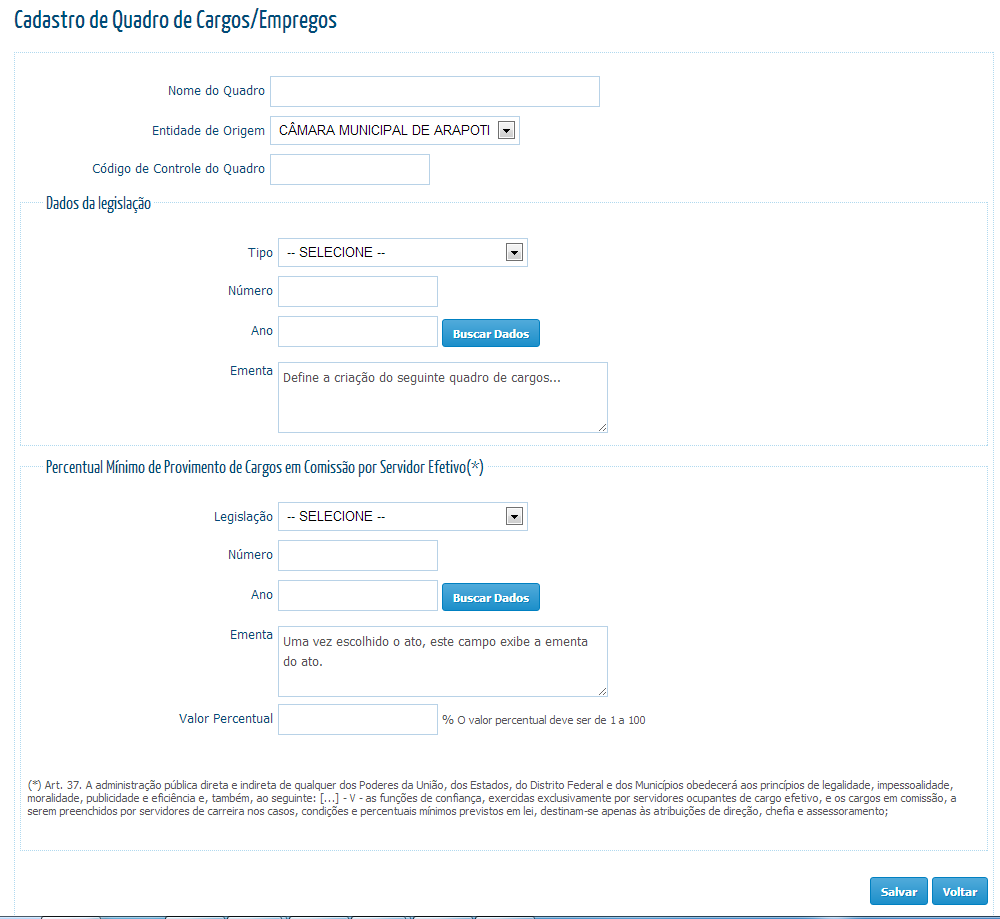 Cadastro de Quadro de Cargos/Empregos
Nome do Quadro
Entidade de Origem CÂMARA MUNICIPAL DE ARAPOTI
Código de Controle do Quadro
Dados da legislação
Tipo -- SELECIONE --
Número
Ano Buscar Dados
Ementa Define a criação do seguinte quadro de cargos...
Percentual Mínimo de Provimento de Cargos em Comissão por Servidor Efetivo(*)
Legislação -- SELECIONE --
Número
Ano Buscar Dados
Ementa Uma vez escolhido o ato, este campo exibe a ementa
do ato.
Valor Percentual % O valor percentual deve ser de 1 a 100
(*) Art. 37. A administração pública direta e indireta de qualquer dos Poderes da União, dos Estados, do Distrito Federal e dos Municípios obedecerá aos princípios de legalidade, impessoalidade,
moralidade, publicidade e eficiência e, também, ao seguinte: [...] - V - as funções de confiança, exercidas exclusivamente por servidores ocupantes de cargo efetivo, e os cargos em comissão, a
serem preenchidos por servidores de carreira nos casos, condições e percentuais mínimos previstos em lei, destinam-se apenas às atribuições de direção, chefia e assessoramento;
Salvar Voltar